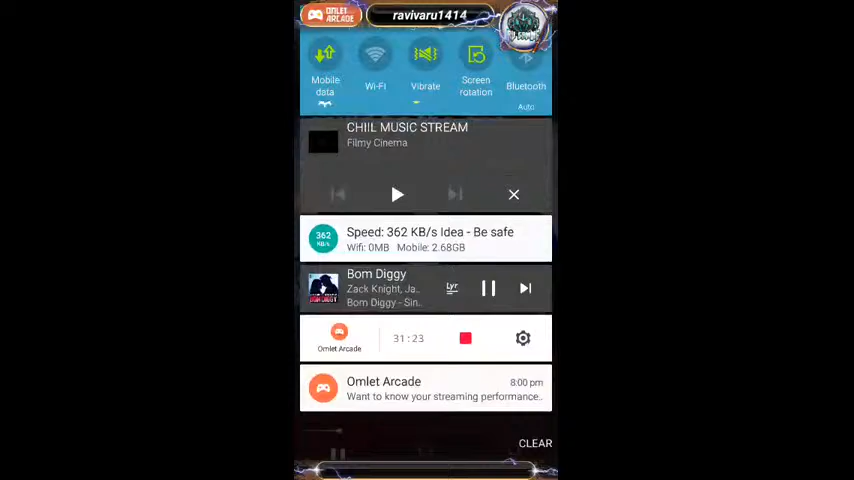 OMLET
ARCADE
ravivaru1414
Mobile
data
Wi-Fi
Vibrate
Screen
rotation
Bluetooth
Auto
CHIIL MUSIC STREAM
Filmy Cinema
362
KB/s
Speed: 362 KB/s Idea - Be safe
Wifi: 0MB Mobile: 2.68GB
Bom Diggy
Zack Knight, Ja..
Bom Diggy - Sin..
Lyr
BOM DIGGY
Omlet Arcade
31:23
Omlet Arcade
8:00 pm
Want to know your streaming performance..
CLEAR